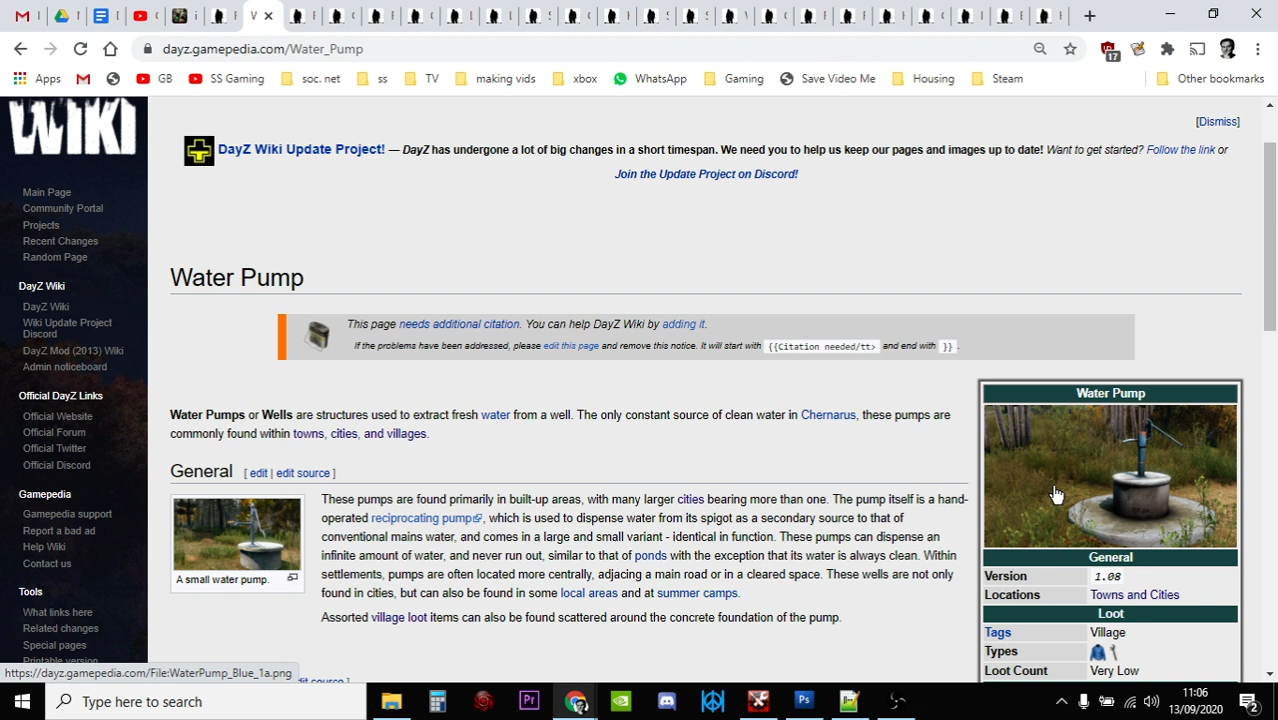 dayz.gamepedia.com/Water_Pump
17
Apps
GB
SS Gaming
soc. net
ss
TV
making vids
xbox
WhatsApp
Gaming
Save Video Me
Housing
Steam
Other bookmarks
WiKi
[Dismiss]
DayZ Wiki Update Project! — DayZ has undergone a lot of big changes in a short timespan. We need you to help us keep our pages and images up to date! Want to get started? Follow the link or
Join the Update Project on Discord!
Main Page
Community Portal
Projects
Recent Changes
Random Page
DayZ Wiki
DayZ Wiki
Wiki Update Project
Discord
DayZ Mod (2013) Wiki
Admin noticeboard
Official DayZ Links
Official Website
Official Forum
Official Twitter
Official Discord
Gamepedia
Gamepedia support
Report a bad ad
Help Wiki
Contact us
Tools
What links here
Related changes
Special pages
Printable version
Water Pump
This page needs additional citation. You can help DayZ Wiki by adding it.
If the problems have been addressed, please edit this page and remove this notice. It will start with {{Citation needed/tt> and end with }} .
Water Pumps or Wells are structures used to extract fresh water from a well. The only constant source of clean water in Chernarus, these pumps are
commonly found within towns, cities, and villages.
General [ edit | edit source ]
A small water pump.
These pumps are found primarily in built-up areas, with many larger cities bearing more than one. The pump itself is a hand-
operated reciprocating pump, which is used to dispense water from its spigot as a secondary source to that of
conventional mains water, and comes in a large and small variant - identical in function. These pumps can dispense an
infinite amount of water, and never run out, similar to that of ponds with the exception that its water is always clean. Within
settlements, pumps are often located more centrally, adjacing a main road or in a cleared space. These wells are not only
found in cities, but can also be found in some local areas and at summer camps.
Assorted village loot items can also be found scattered around the concrete foundation of the pump.
Water Pump
General
Version 1.08
Locations Towns and Cities
Loot
Tags Village
Types
Loot Count Very Low
https://dayz.gamepedia.com/File:WaterPump_Blue_1a.png
Type here to search
Pr
Ps
11:06
13/09/2020
2